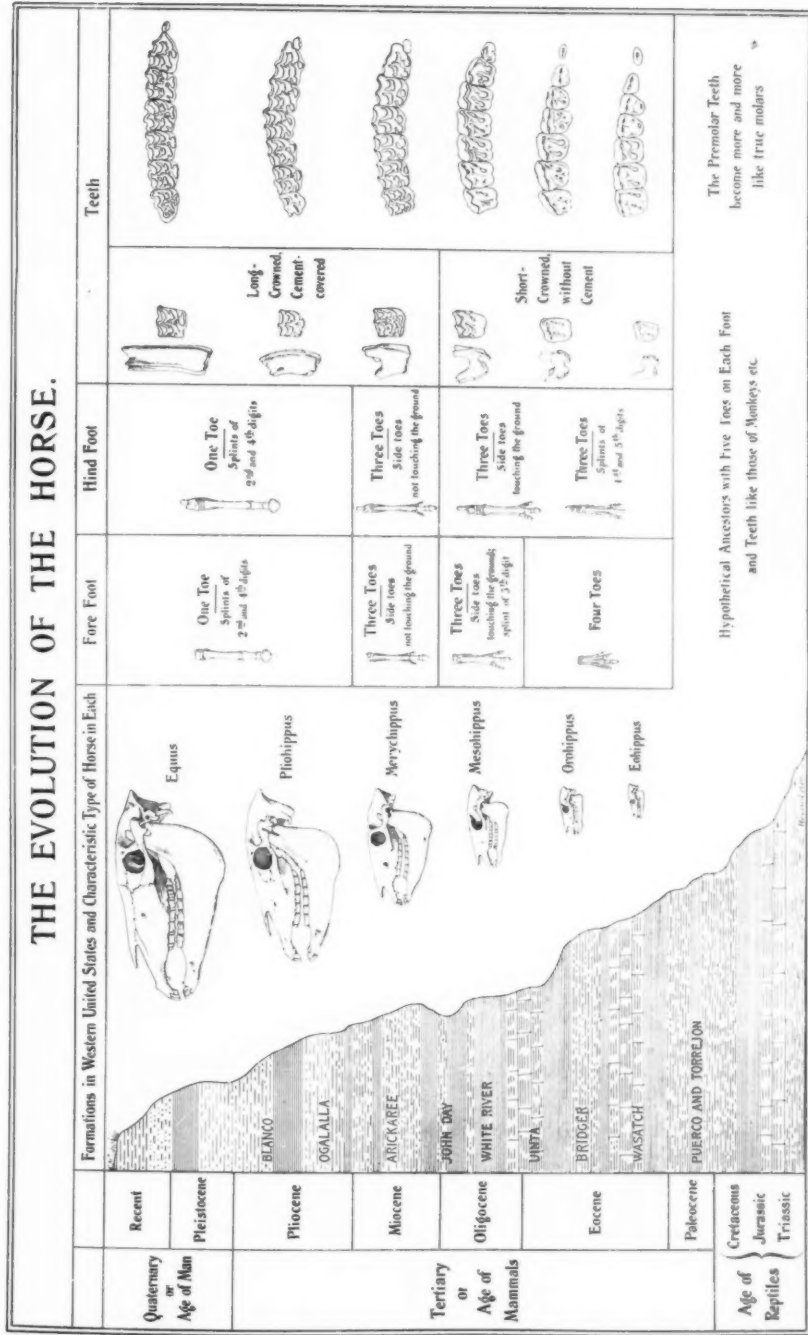 THE EVOLUTION OF THE HORSE.
Formations in Western United States and Characteristic Type of Horse in Each
Fore Foot
Hind Foot
Teeth
Quaternary
or
Age of Man
Recent
Pleistocene
Tertiary
or
Age of
Mammals
Pliocene
Miocene
Oligocene
Eocene
Paleocene
Age of
Reptiles
Cretaceous
Jurassic
Triassic
BLANCO
OGALALLA
ARICKAREE
JOHN DAY
WHITE RIVER
UINTA
BRIDGER
WASATCH
PUERCO AND TORREJON
Equus
Pliohippus
Merychippus
Mesohippus
Orohippus
Eohippus
One Toe
Splints of
2nd and 4th digits
Three Toes
Side toes
not touching the ground
Three Toes
Side toes
touching the ground;
splint of 5th digit
Four Toes
One Toe
Splints of
2nd and 4th digits
Three Toes
Side toes
not touching the ground
Three Toes
Side toes
touching the ground
Three Toes
Splints of
and 5th digits
Long-
Crowned,
Cement-
covered
Short-
Crowned,
without
Cement
Hypothetical Ancestors with Five Toes on Each Foot
and Teeth like those of Monkeys etc.
The Premolar Teeth
become more and more
like true molars